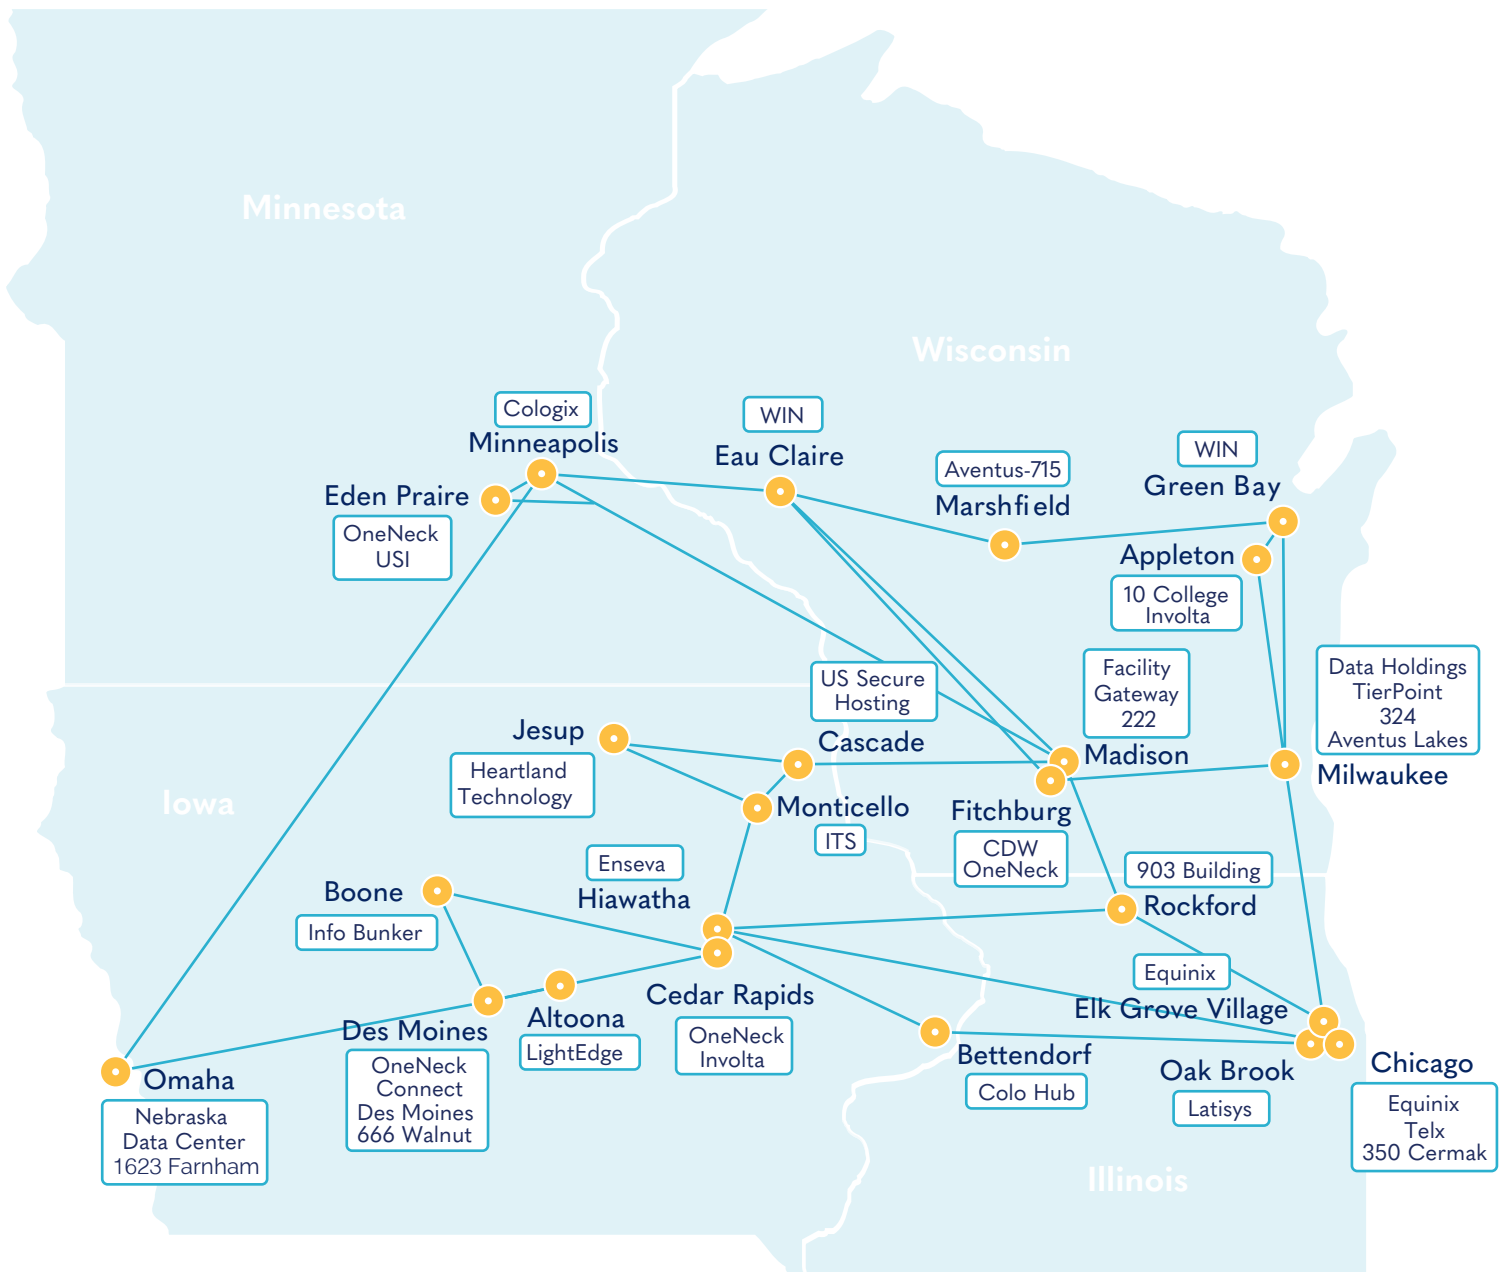 Minnesota
Wisconsin
Cologix
Minneapolis
WIN
Eau Claire
Aventus-715
Marshfield
WIN
Green Bay
Eden Praire
OneNeck
USI
Appleton
10 College
Involta
US Secure
Hosting
Cascade
Facility
Gateway
222
Madison
Data Holdings
TierPoint
324
Aventus Lakes
Milwaukee
Jesup
Heartland
Technology
Iowa
Monticello
ITS
Fitchburg
CDW
OneNeck
Enseva
Hiawatha
903 Building
Rockford
Boone
Info Bunker
Equinix
Elk Grove Village
Cedar Rapids
OneNeck
Involta
Altoona
LightEdge
Des Moines
OneNeck
Connect
Des Moines
666 Walnut
Omaha
Nebraska
Data Center
1623 Farnham
Bettendorf
Colo Hub
Oak Brook
Latisys
Chicago
Equinix
Telx
350 Cermak
Illinois